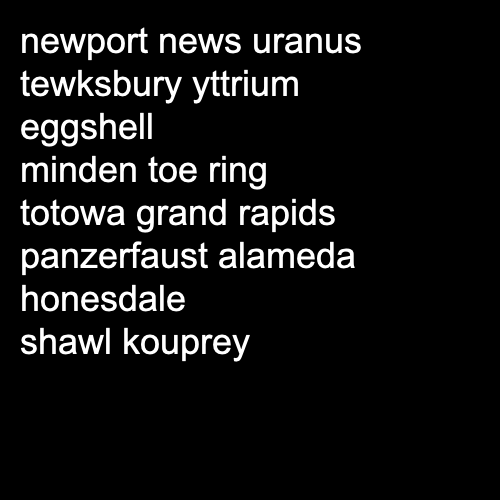 newport news uranus
tewksbury yttrium
eggshell
minden toe ring
totowa grand rapids
panzerfaust alameda
honesdale
shawl kouprey